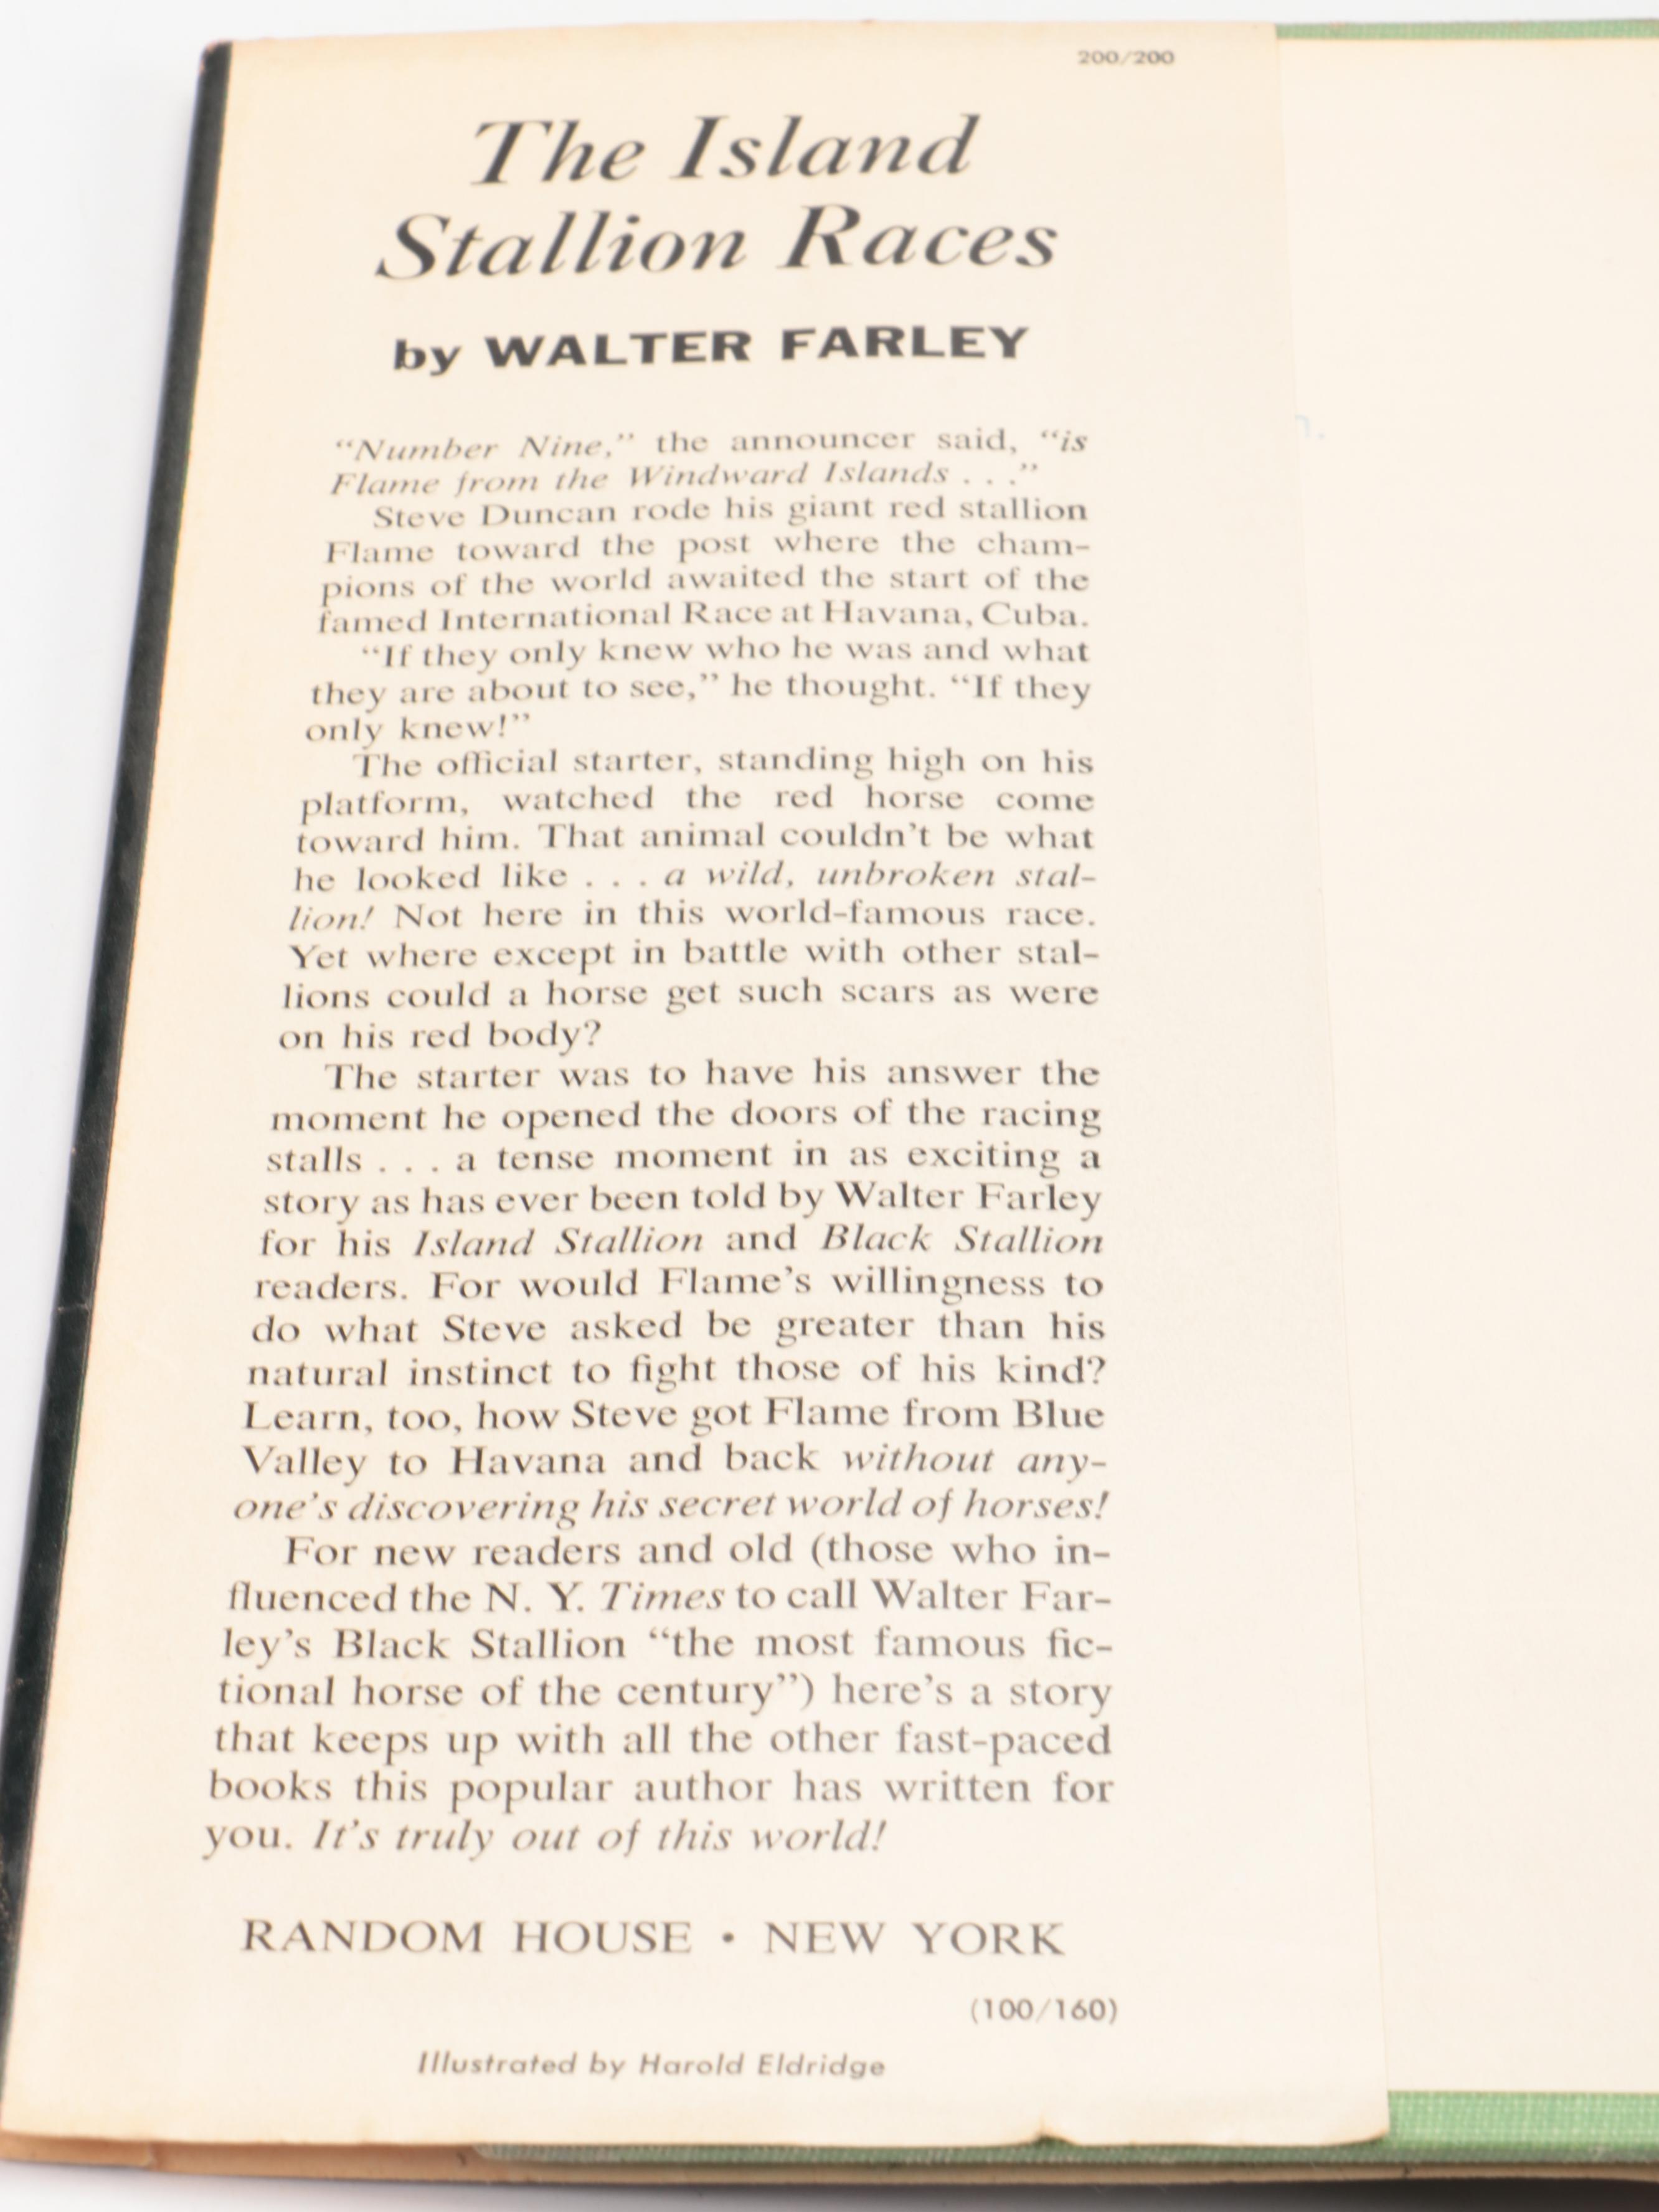 200/200
The Island
Stallion Races
by WALTER FARLEY
“Number Nine,” the announcer said, “is
Flame from the Windward Islands . . .”
Steve Duncan rode his giant red stallion
Flame toward the post where the cham-
pions of the world awaited the start of the
famed International Race at Havana, Cuba.
“If they only knew who he was and what
they are about to see,” he thought. “If they
only knew!”
The official starter, standing high on his
platform, watched the red horse come
toward him. That animal couldn’t be what
he looked like . . . a wild, unbroken stal-
lion! Not here in this world-famous race.
Yet where except in battle with other stal-
lions could a horse get such scars as were
on his red body?
The starter was to have his answer the
moment he opened the doors of the racing
stalls . . . a tense moment in as exciting a
story as has ever been told by Walter Farley
for his Island Stallion and Black Stallion
readers. For would Flame’s willingness to
do what Steve asked be greater than his
natural instinct to fight those of his kind?
Learn, too, how Steve got Flame from Blue
Valley to Havana and back without any-
one’s discovering his secret world of horses!
For new readers and old (those who in-
fluenced the N. Y. Times to call Walter Far-
ley’s Black Stallion “the most famous fic-
tional horse of the century”) here’s a story
that keeps up with all the other fast-paced
books this popular author has written for
you. It’s truly out of this world!
RANDOM HOUSE • NEW YORK
(100/160)
Illustrated by Harold Eldridge